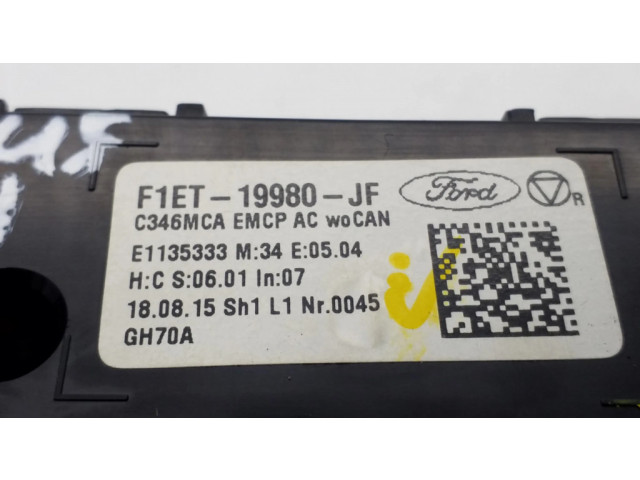 F1ET-19980-JF
Ford
R
C346MCA EMCP AC woCAN
E1135333 M:34 E:05.04
H:C S:06.01 In:07
18.08.15 Sh1 L1 Nr.0045
GH70A